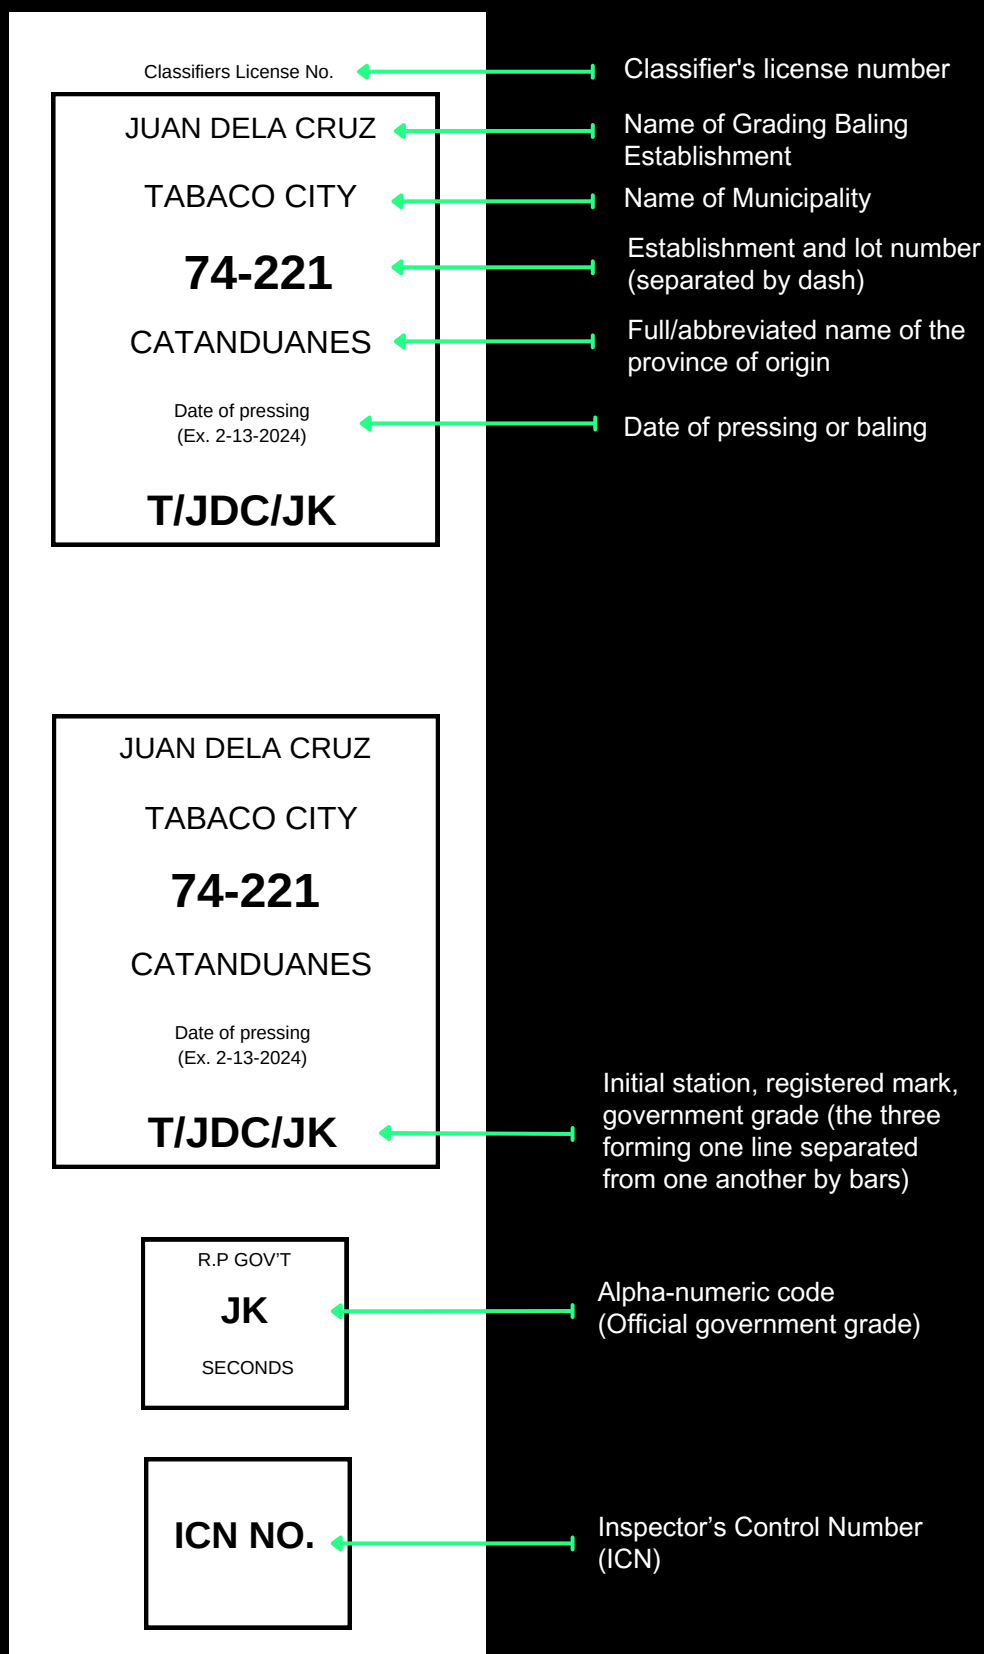 Classifiers License No.
Classifier's license number
JUAN DELA CRUZ
Name of Grading Baling
Establishment
TABACO CITY
Name of Municipality
74-221
Establishment and lot number
(separated by dash)
CATANDUANES
Full/abbreviated name of the
province of origin
Date of pressing
(Ex. 2-13-2024)
Date of pressing or baling
T/JDC/JK
JUAN DELA CRUZ
TABACO CITY
74-221
CATANDUANES
Date of pressing
(Ex. 2-13-2024)
T/JDC/JK
Initial station, registered mark,
government grade (the three
forming one line separated
from one another by bars)
R.P GOV’T
JK
SECONDS
Alpha-numeric code
(Official government grade)
ICN NO.
Inspector’s Control Number
(ICN)